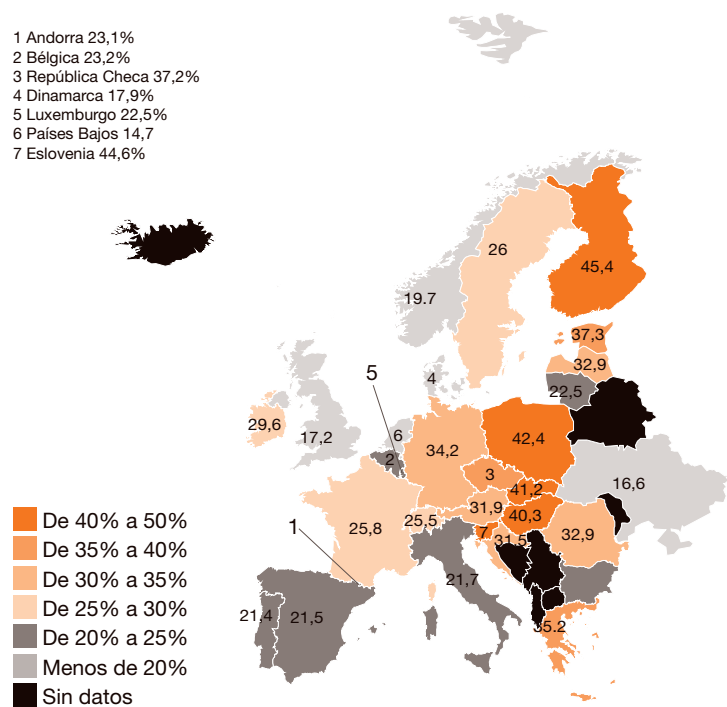 1 Andorra 23,1%
2 Bélgica 23,2%
3 República Checa 37,2%
4 Dinamarca 17,9%
5 Luxemburgo 22,5%
6 Países Bajos 14,7
7 Eslovenia 44,6%
26
45,4
19.7
37,3
32,9
5
4
22,5
29,6
17,2
6
42,4
34,2
2
3
16,6
41,2
31,9
40,3
25,5
25,8
7
31,5
32,9
1
21,7
21,4
21,5
35.2
De 40% a 50%
De 35% a 40%
De 30% a 35%
De 25% a 30%
De 20% a 25%
Menos de 20%
Sin datos